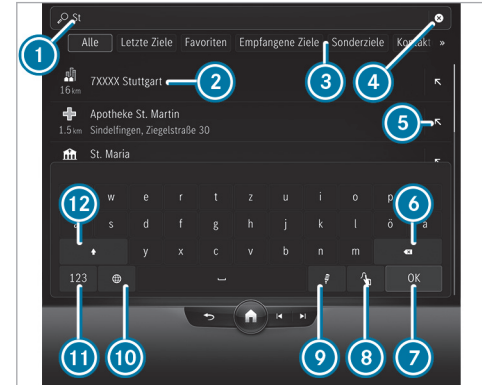 St
1
4
Alle Letzte Ziele Favoriten Empfangene Ziele Sonderziele Kontakt »
3
7XXXX Stuttgart
2
16 km
Apotheke St. Martin
5
1.5 km Sindelfingen, Ziegelstraße 30
St. Maria
w e r t z u i o p
12
6
s d f g h j k l ö ä
y x c v b n m
123 OK
11
10
9
8
7